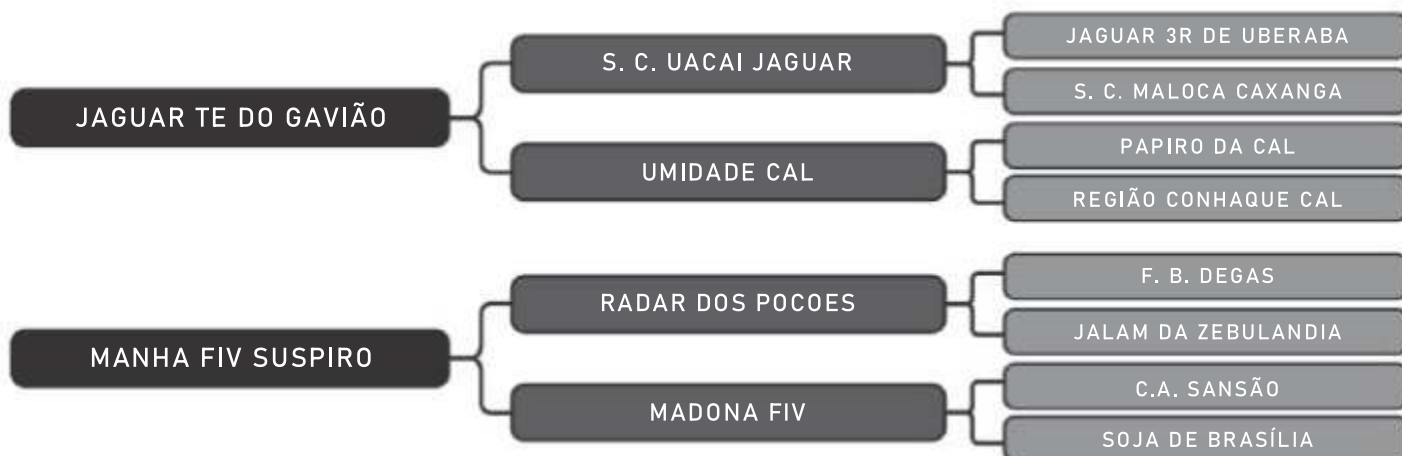 JAGUAR TE DO GAVIÃO
S. C. UACAI JAGUAR
JAGUAR 3R DE UBERABA
S. C. MALOCA CAXANGA
UMIDADE CAL
PAPIRO DA CAL
REGIÃO CONHAQUE CAL
MANHA FIV SUSPIRO
RADAR DOS POCOES
F. B. DEGAS
JALAM DA ZEBULANDIA
MADONA FIV
C.A. SANSÃO
SOJA DE BRASÍLIA